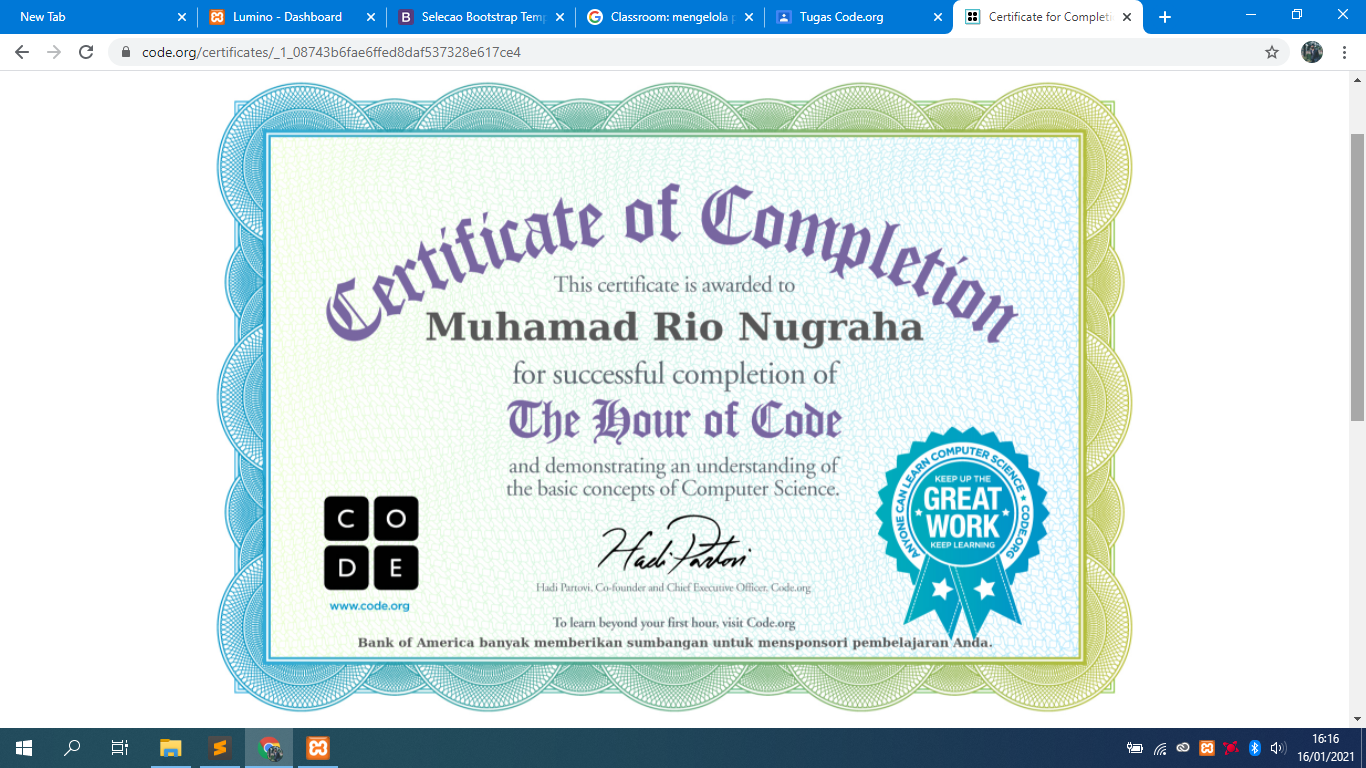 New Tab
Lumino - Dashboard
Selecao Bootstrap Temp
Classroom: mengelola p
Tugas Code.org
Certificate for Completi
code.org/certificates/_1_08743b6fae6ffed8daf537328e617ce4
Certificate of Completion
This certificate is awarded to
Muhamad Rio Nugraha
for successful completion of
The Hour of Code
and demonstrating an understanding of
the basic concepts of Computer Science.
Hadi Partovi
Hadi Partovi, Co-founder and Chief Executive Officer, Code.org
To learn beyond your first hour, visit Code.org
Bank of America banyak memberikan sumbangan untuk mensponsori pembelajaran Anda.
C O
D E
www.code.org
ANYONE CAN LEARN COMPUTER SCIENCE
CODE.ORG
KEEP UP THE
GREAT
WORK
KEEP LEARNING
16:16
16/01/2021